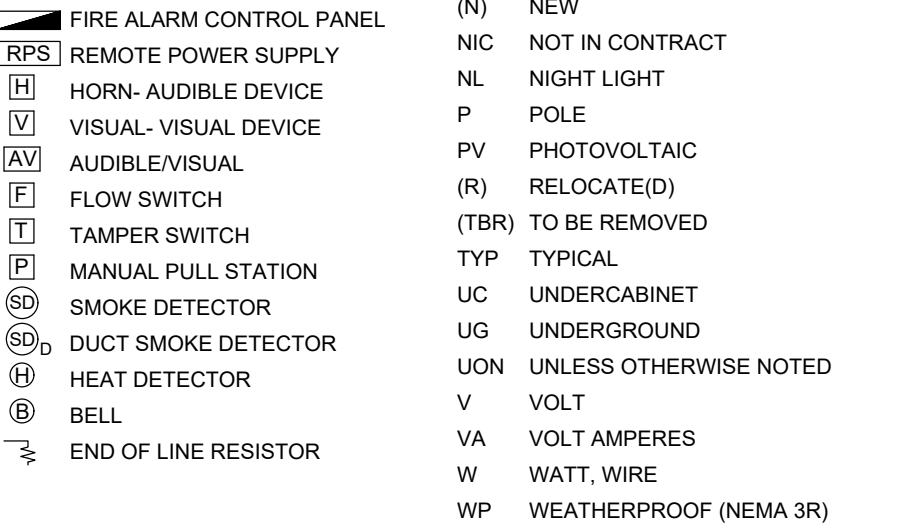 FIRE ALARM CONTROL PANEL
RPS REMOTE POWER SUPPLY
H HORN- AUDIBLE DEVICE
V VISUAL- VISUAL DEVICE
AV AUDIBLE/VISUAL
F FLOW SWITCH
T TAMPER SWITCH
P MANUAL PULL STATION
SD SMOKE DETECTOR
SD D DUCT SMOKE DETECTOR
H HEAT DETECTOR
B BELL
END OF LINE RESISTOR
(N) NEW
NIC NOT IN CONTRACT
NL NIGHT LIGHT
P POLE
PV PHOTOVOLTAIC
(R) RELOCATE(D)
(TBR) TO BE REMOVED
TYP TYPICAL
UC UNDERCABINET
UG UNDERGROUND
UON UNLESS OTHERWISE NOTED
V VOLT
VA VOLT AMPERES
W WATT, WIRE
WP WEATHERPROOF (NEMA 3R)